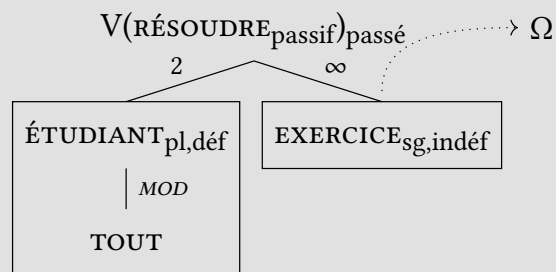 V(RÉSOUDREpassif)passé
Ω
2 ∞
ÉTUDIANTpl,déf
EXERCICEsg,indéf
MOD
TOUT